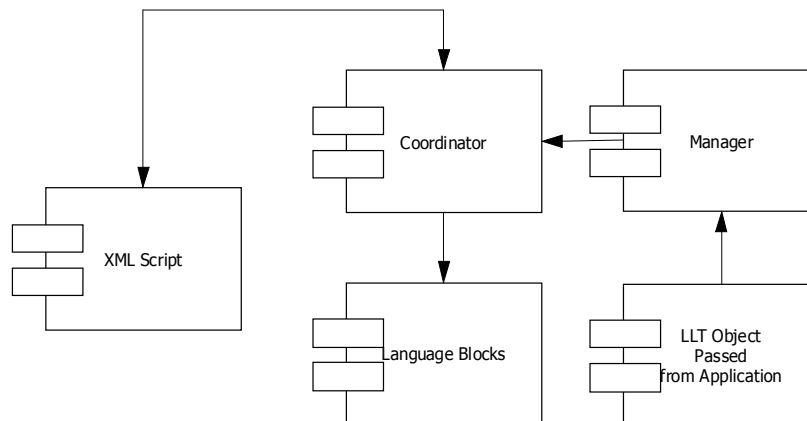 Coordinator
Manager
XML Script
Language Blocks
LLT Object
Passed
from Application